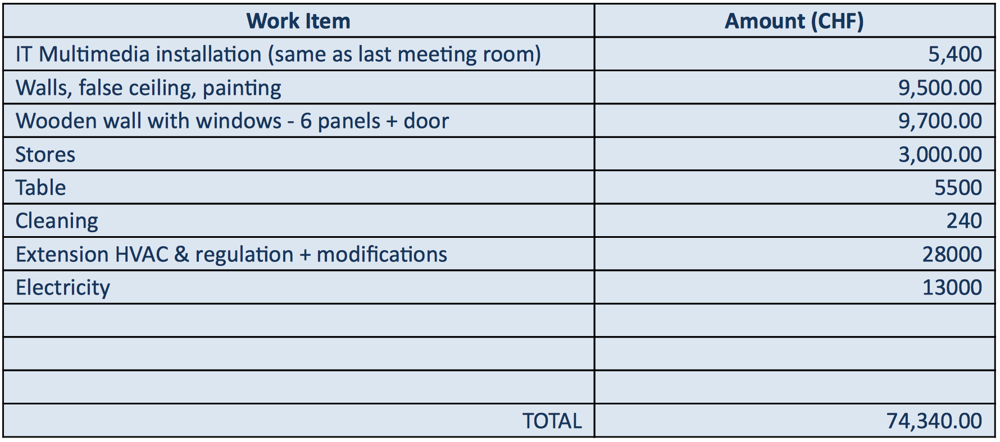 Work Item Amount (CHF)
IT Multimedia installation (same as last meeting room) 5,400
Walls, false ceiling, painting 9,500.00
Wooden wall with windows - 6 panels + door 9,700.00
Stores 3,000.00
Table 5500
Cleaning 240
Extension HVAC & regulation + modifications 28000
Electricity 13000
TOTAL 74,340.00